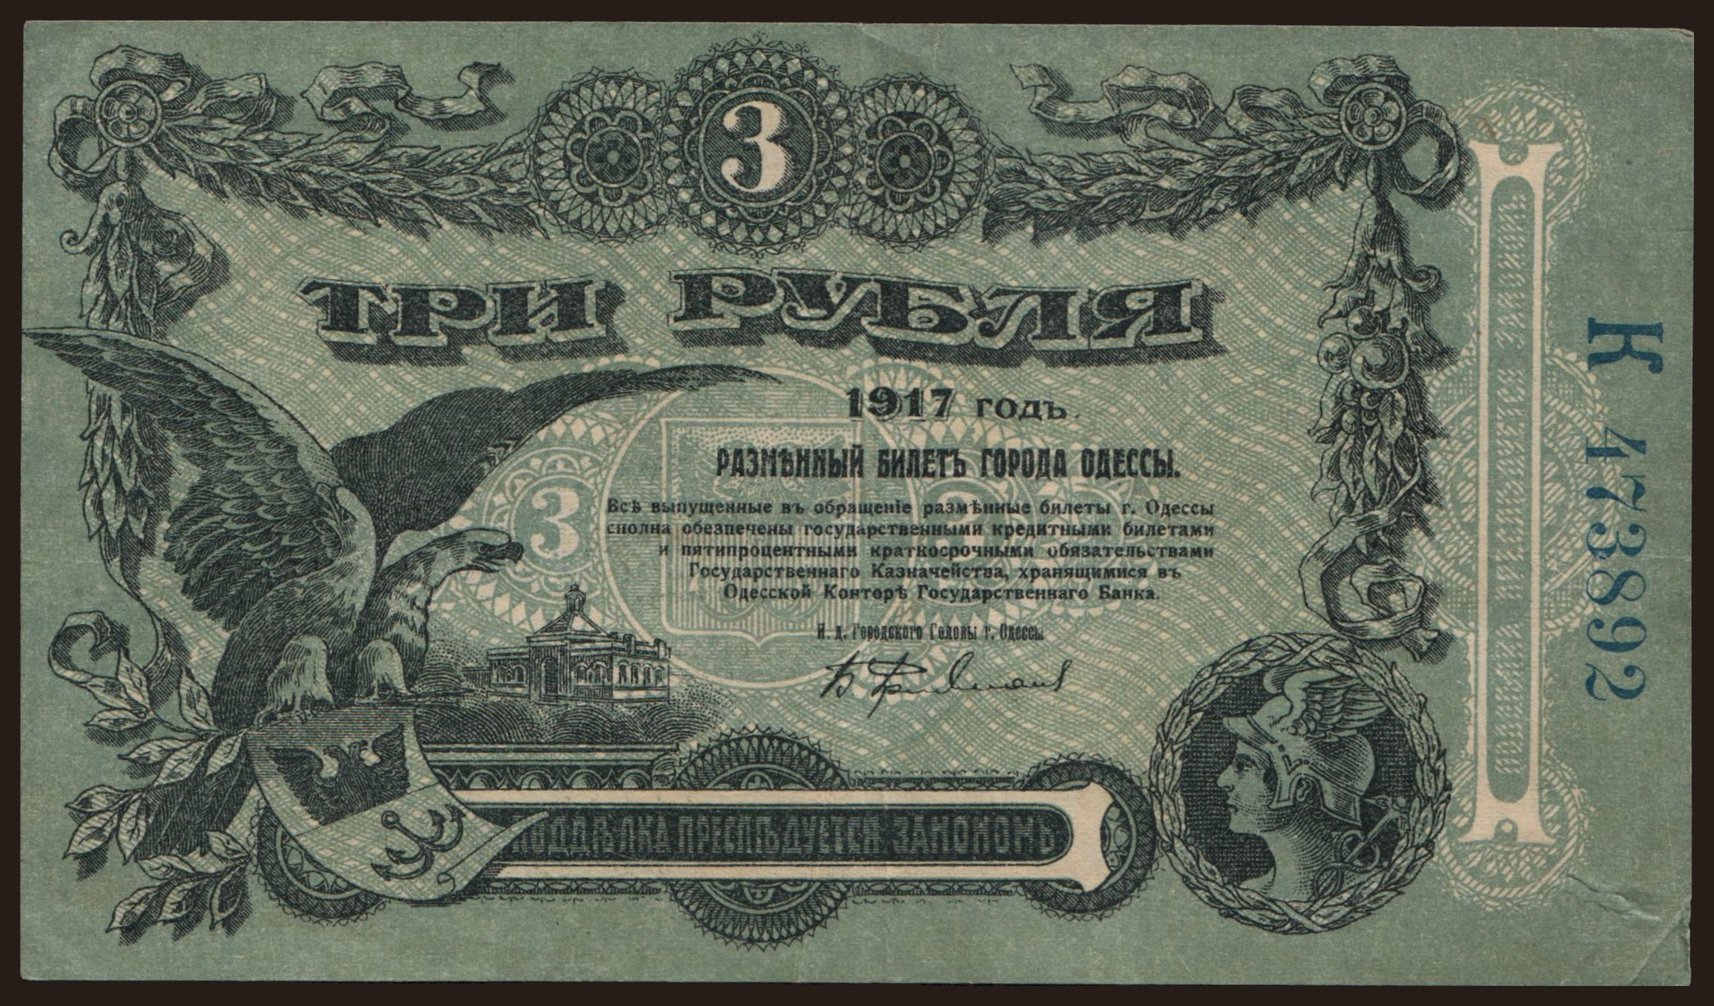 3
ТРИ РУБЛЯ
1917 годъ.
РАЗМѢННЫЙ БИЛЕТЪ ГОРОДА ОДЕССЫ.
3
Всѣ выпущенные въ обращеніе размѣнные билеты г. Одессы
сполна обезпечены государственными кредитными билетами
и пятипроцентными краткосрочными обязательствами
Государственнаго Казначейства, хранящимися въ
Одесской Конторѣ Государственнаго Банка.
И. д. Городского Головы г. Одессы
ПОДДѢЛКА ПРЕСЛѢДУЕТСЯ ЗАКОНОМЪ
К 473892